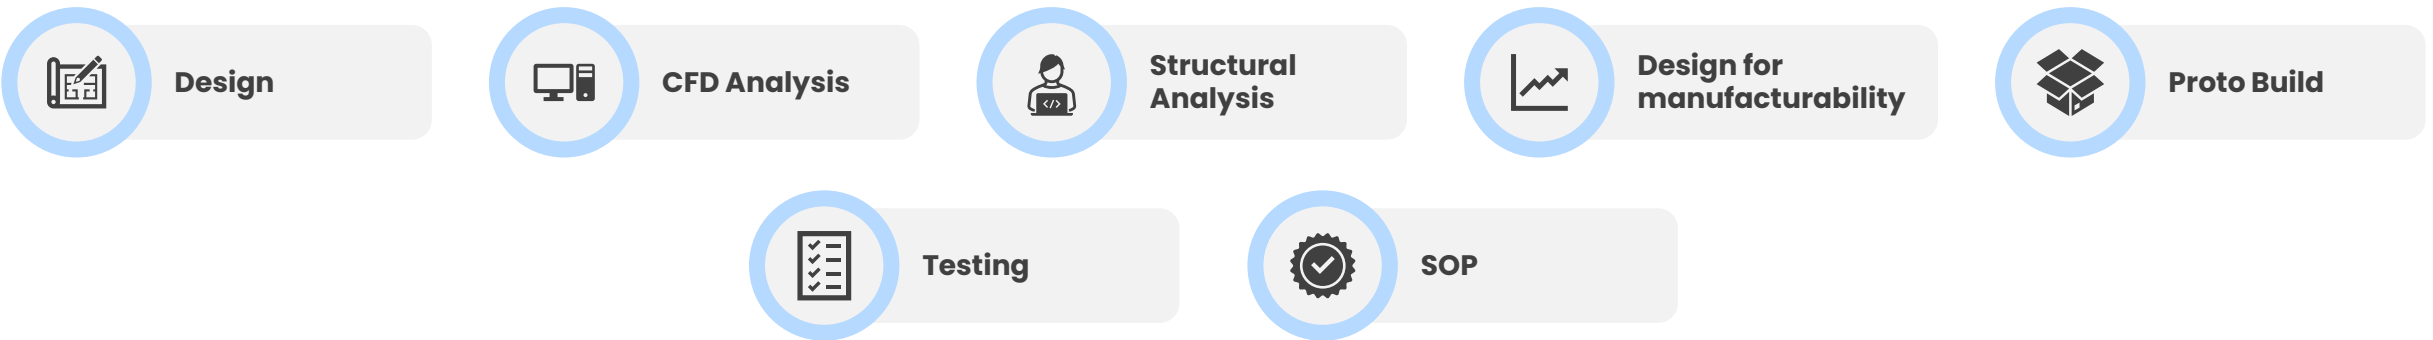 Design
CFD Analysis
Structural
Analysis
Design for
manufacturability
Proto Build
Testing
SOP